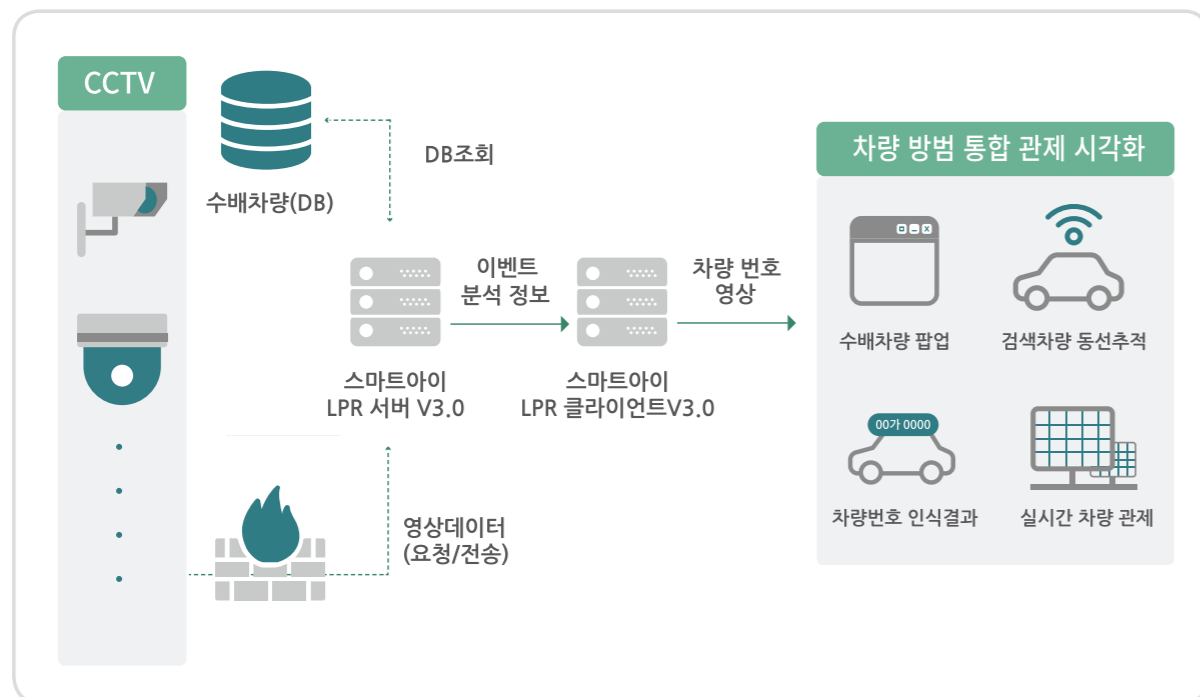 CCTV
수배차량(DB)
DB조회
스마트아이
LPR 서버 V3.0
이벤트
분석 정보
스마트아이
LPR 클라이언트V3.0
차량 번호
영상
영상데이터
(요청/전송)
차량 방범 통합 관제 시각화
수배차량 팝업
검색차량 동선추적
00가 0000
차량번호 인식결과
실시간 차량 관제